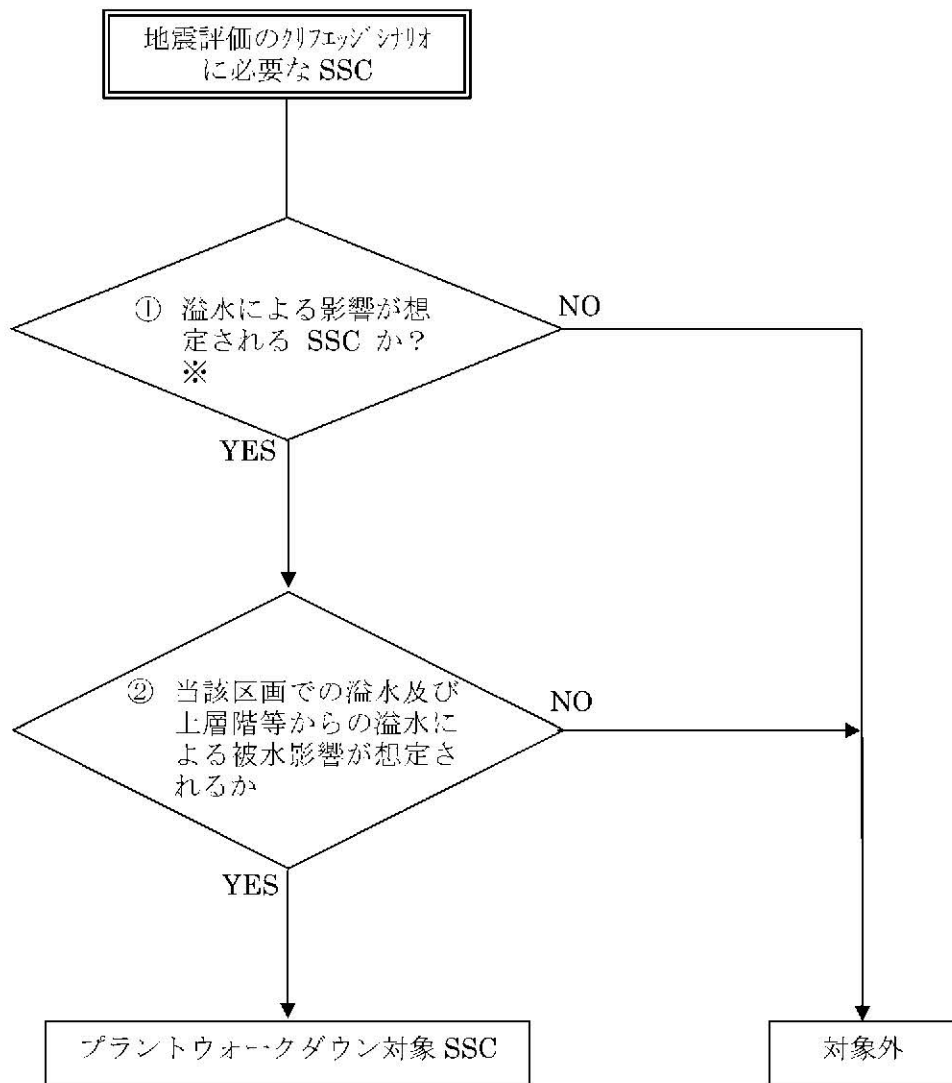 地震評価のｸﾘﾌｴｯｼﾞｼﾅﾘｵ
に必要な SSC
① 溢水による影響が想
定される SSC か？
※
NO
YES
② 当該区画での溢水及び
上層階等からの溢水に
よる被水影響が想定さ
れるか
NO
YES
プラントウォークダウン対象 SSC
対象外